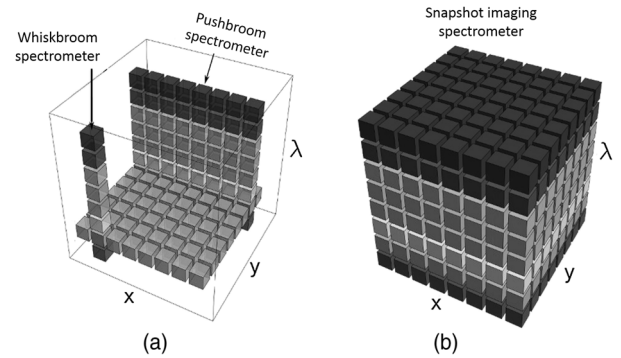 Whiskbroom
spectrometer
Pushbroom
spectrometer
λ
y
x
(a)
Snapshot imaging
spectrometer
λ
y
x
(b)